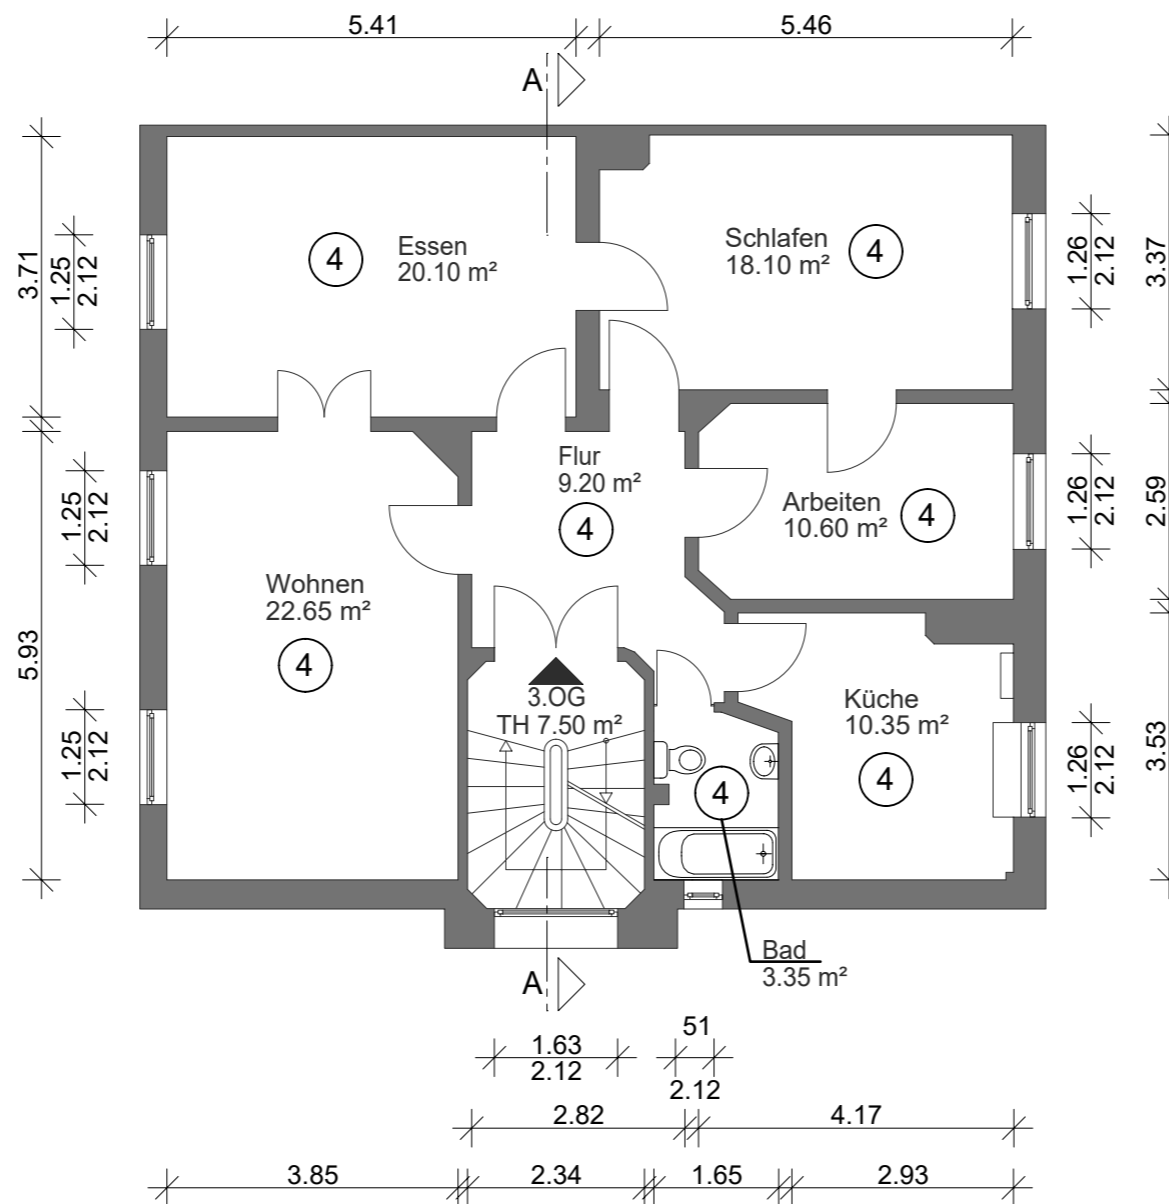 5.41
5.46
A
3.71
1.25
2.12
4
Essen
20.10 m²
Schlafen
18.10 m²
4
1.26
2.12
3.37
Flur
9.20 m²
4
Arbeiten
10.60 m²
4
1.25
2.12
1.26
2.12
2.59
5.93
Wohnen
22.65 m²
4
3.OG
TH 7.50 m²
Küche
10.35 m²
4
4
1.25
2.12
1.26
2.12
3.53
Bad
3.35 m²
A
1.63
2.12
51
2.12
2.82
4.17
3.85
2.34
1.65
2.93